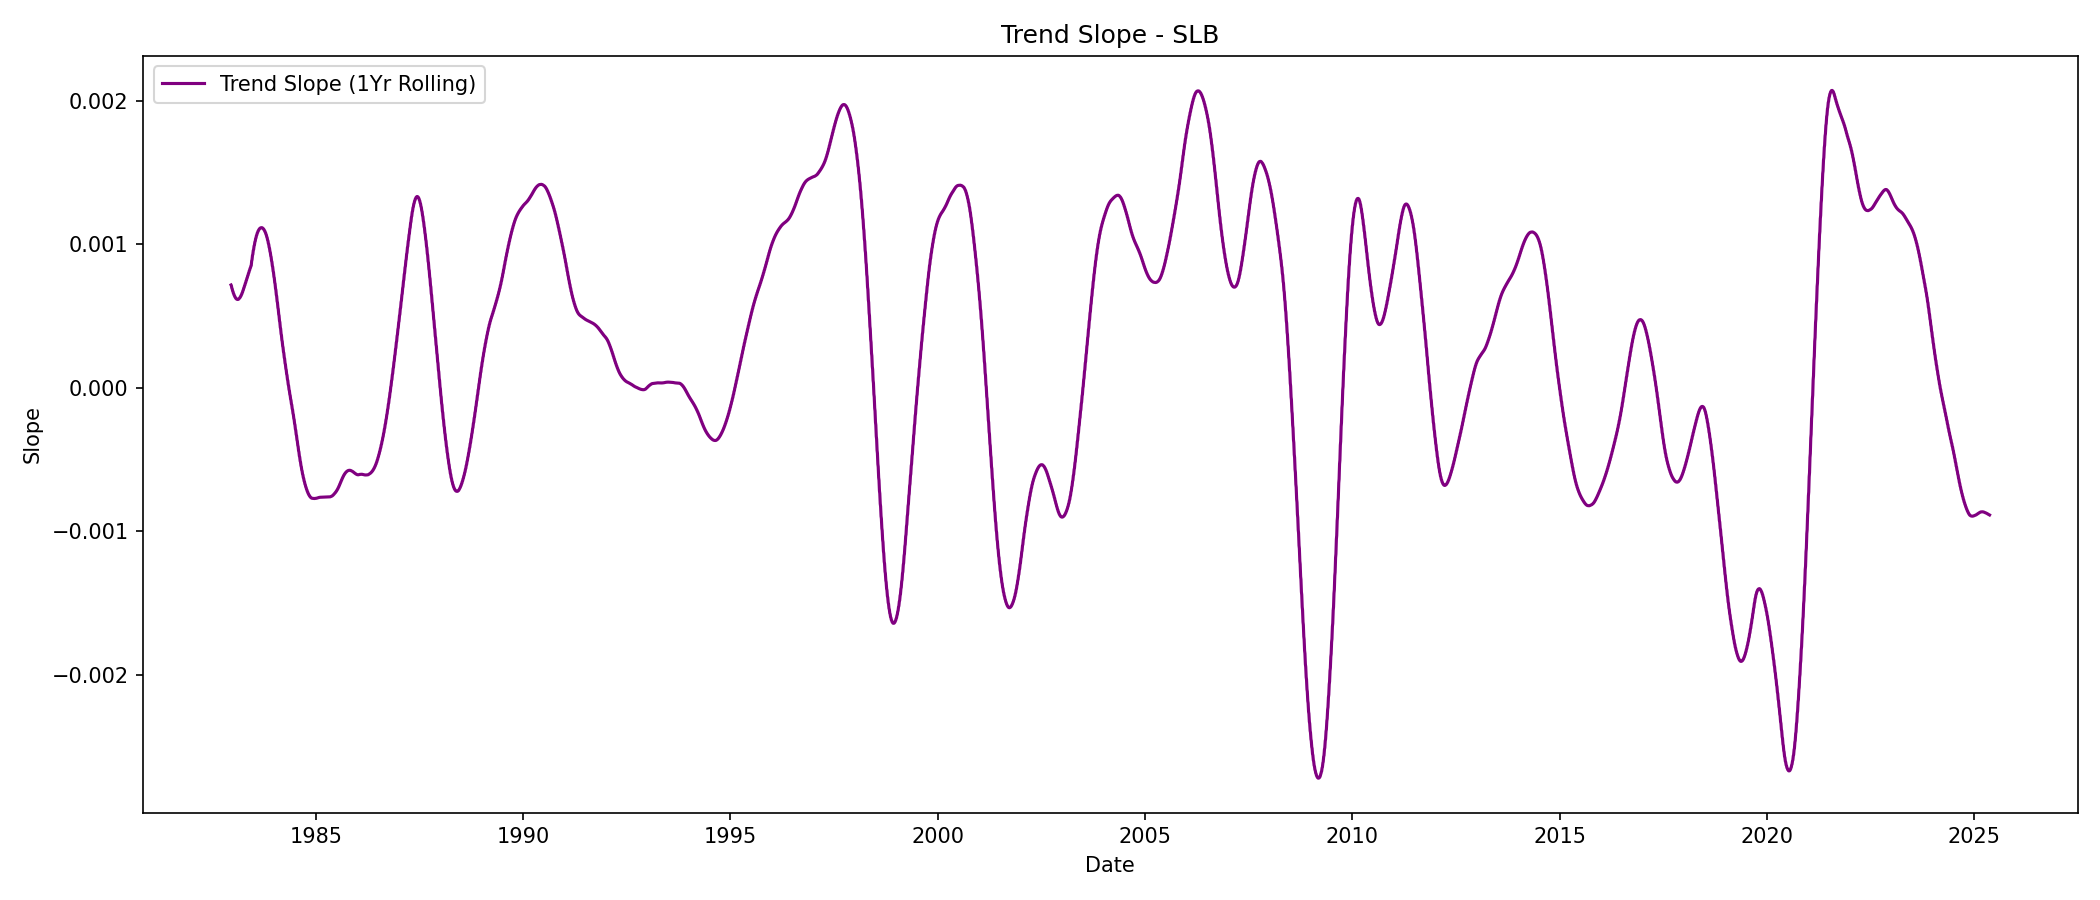 Trend Slope - SLB
Trend Slope (1Yr Rolling)
0.002
0.001
0.000
−0.001
−0.002
Slope
1985 1990 1995 2000 2005 2010 2015 2020 2025
Date